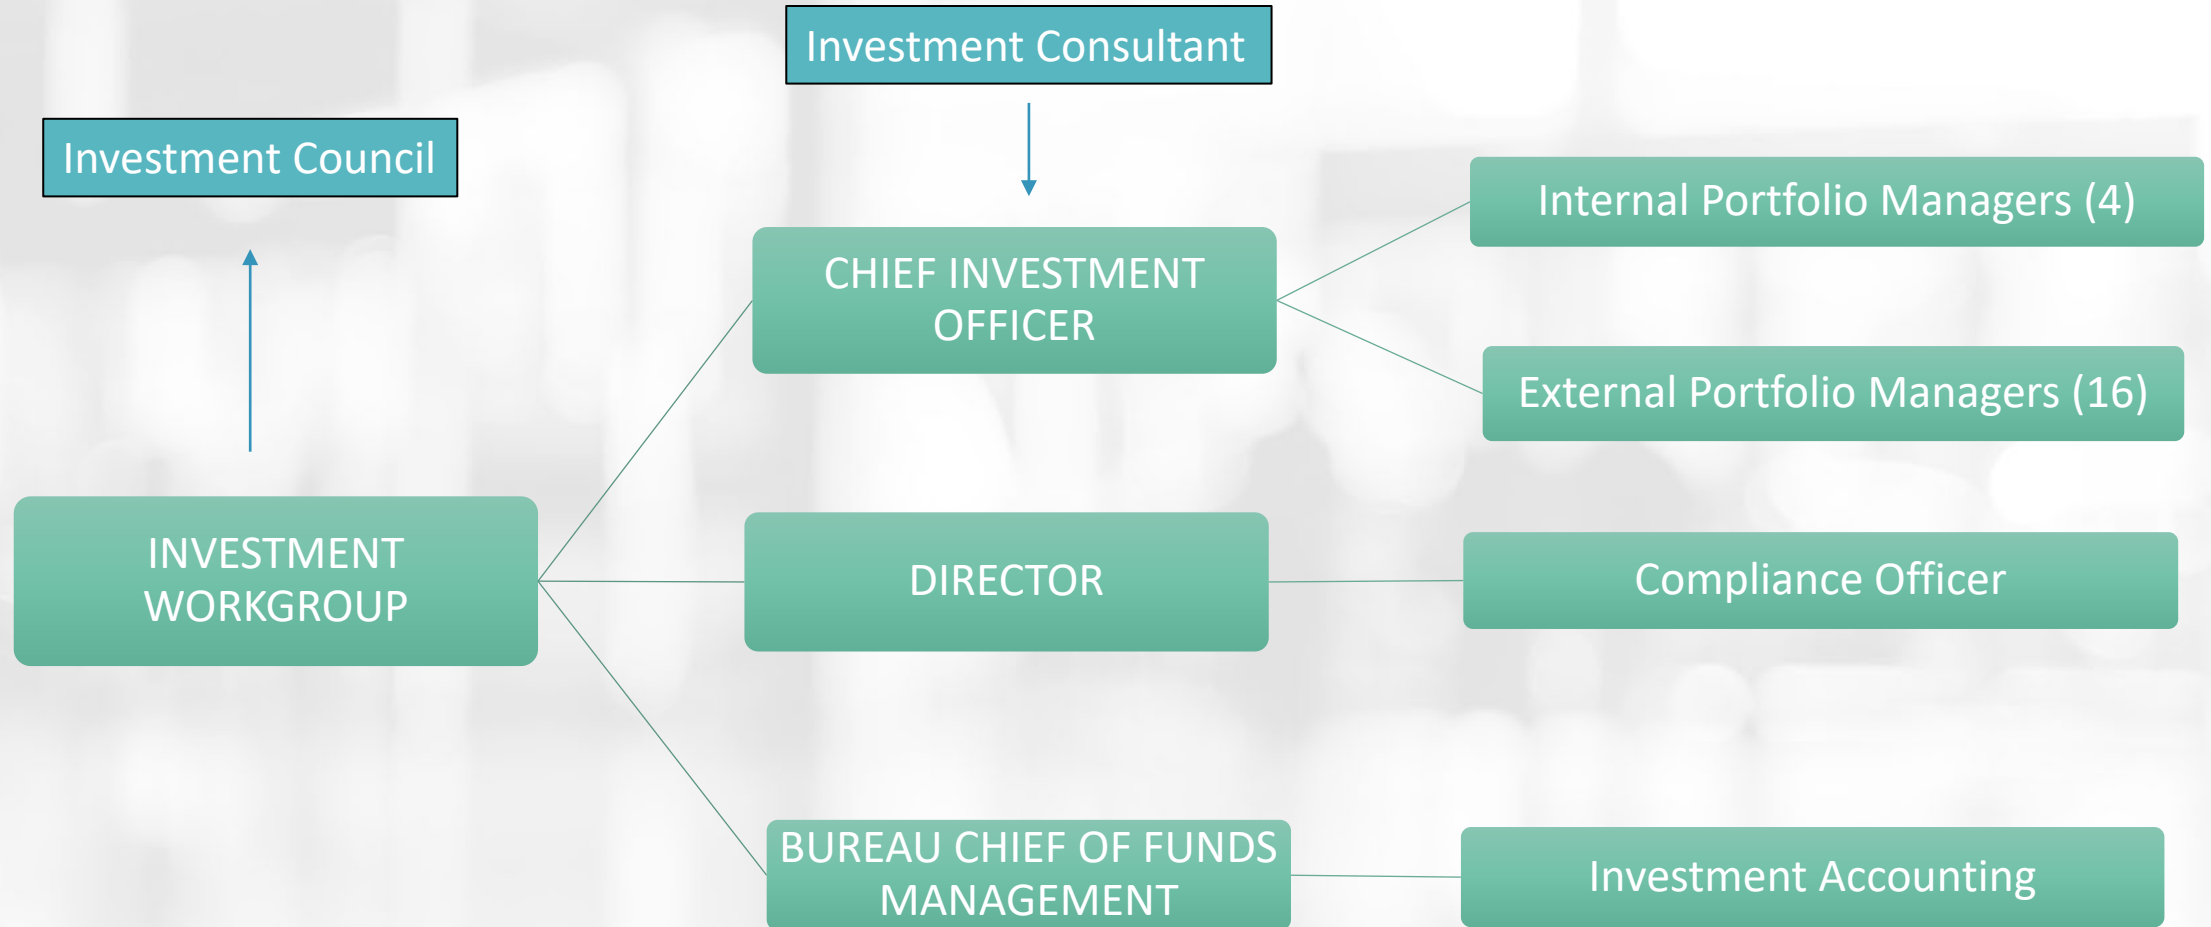 Investment Consultant
Investment Council
CHIEF INVESTMENT
OFFICER
Internal Portfolio Managers (4)
External Portfolio Managers (16)
INVESTMENT
WORKGROUP
DIRECTOR
Compliance Officer
BUREAU CHIEF OF FUNDS
MANAGEMENT
Investment Accounting